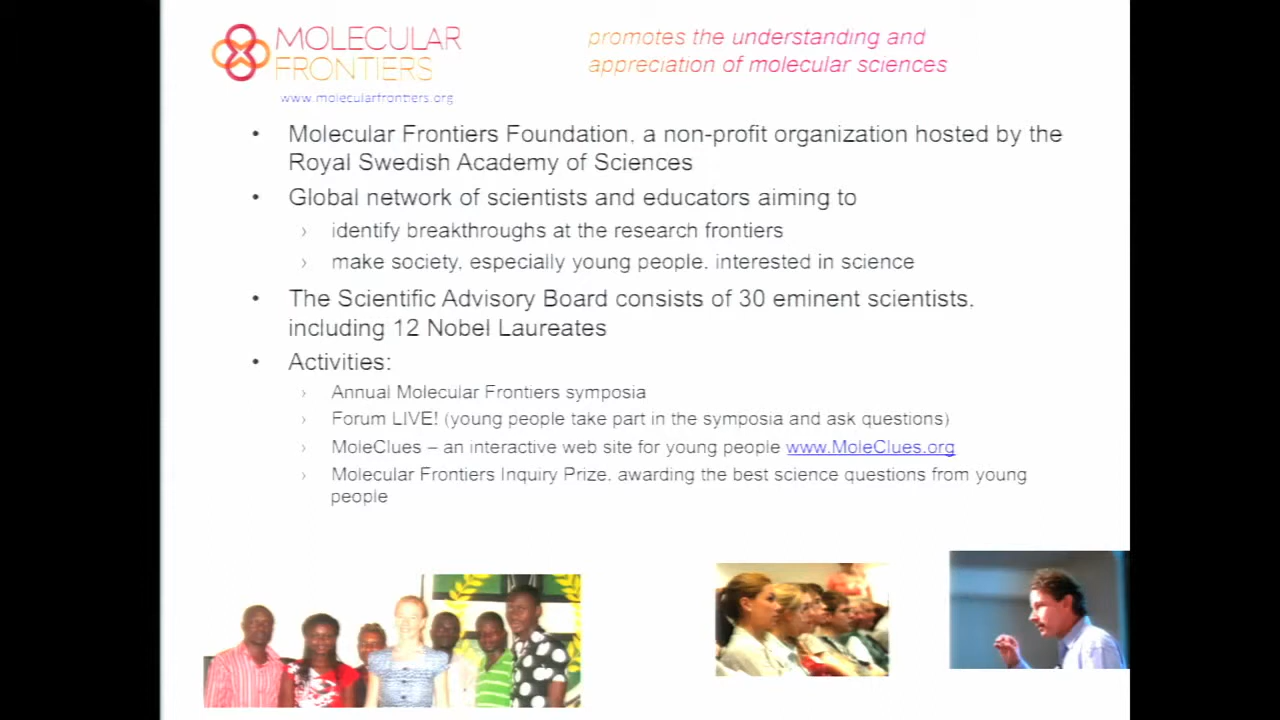 MOLECULAR
FRONTIERS
www.molecularfrontiers.org
promotes the understanding and
appreciation of molecular sciences
• Molecular Frontiers Foundation, a non-profit organization hosted by the
Royal Swedish Academy of Sciences
• Global network of scientists and educators aiming to
› identify breakthroughs at the research frontiers
› make society, especially young people, interested in science
• The Scientific Advisory Board consists of 30 eminent scientists,
including 12 Nobel Laureates
• Activities:
› Annual Molecular Frontiers symposia
› Forum LIVE! (young people take part in the symposia and ask questions)
› MoleClues – an interactive web site for young people www.MoleClues.org
› Molecular Frontiers Inquiry Prize, awarding the best science questions from young
people